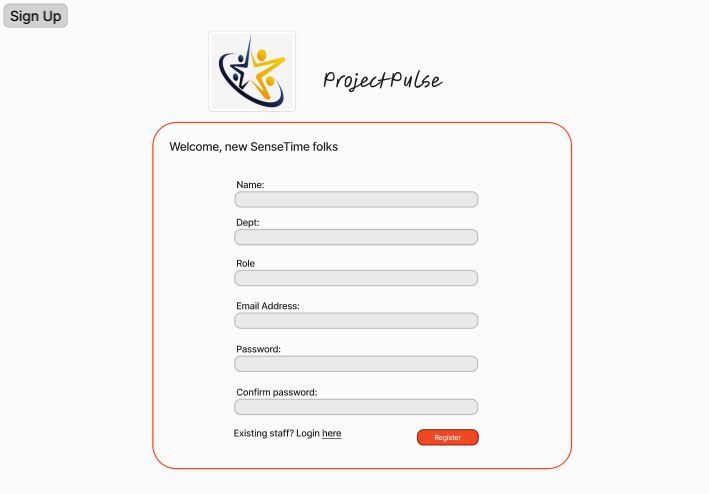 Sign Up
ProjectPulse
Welcome, new SenseTime folks
Name:
Dept:
Role
Email Address:
Password:
Confirm password:
Existing staff? Login here
Register